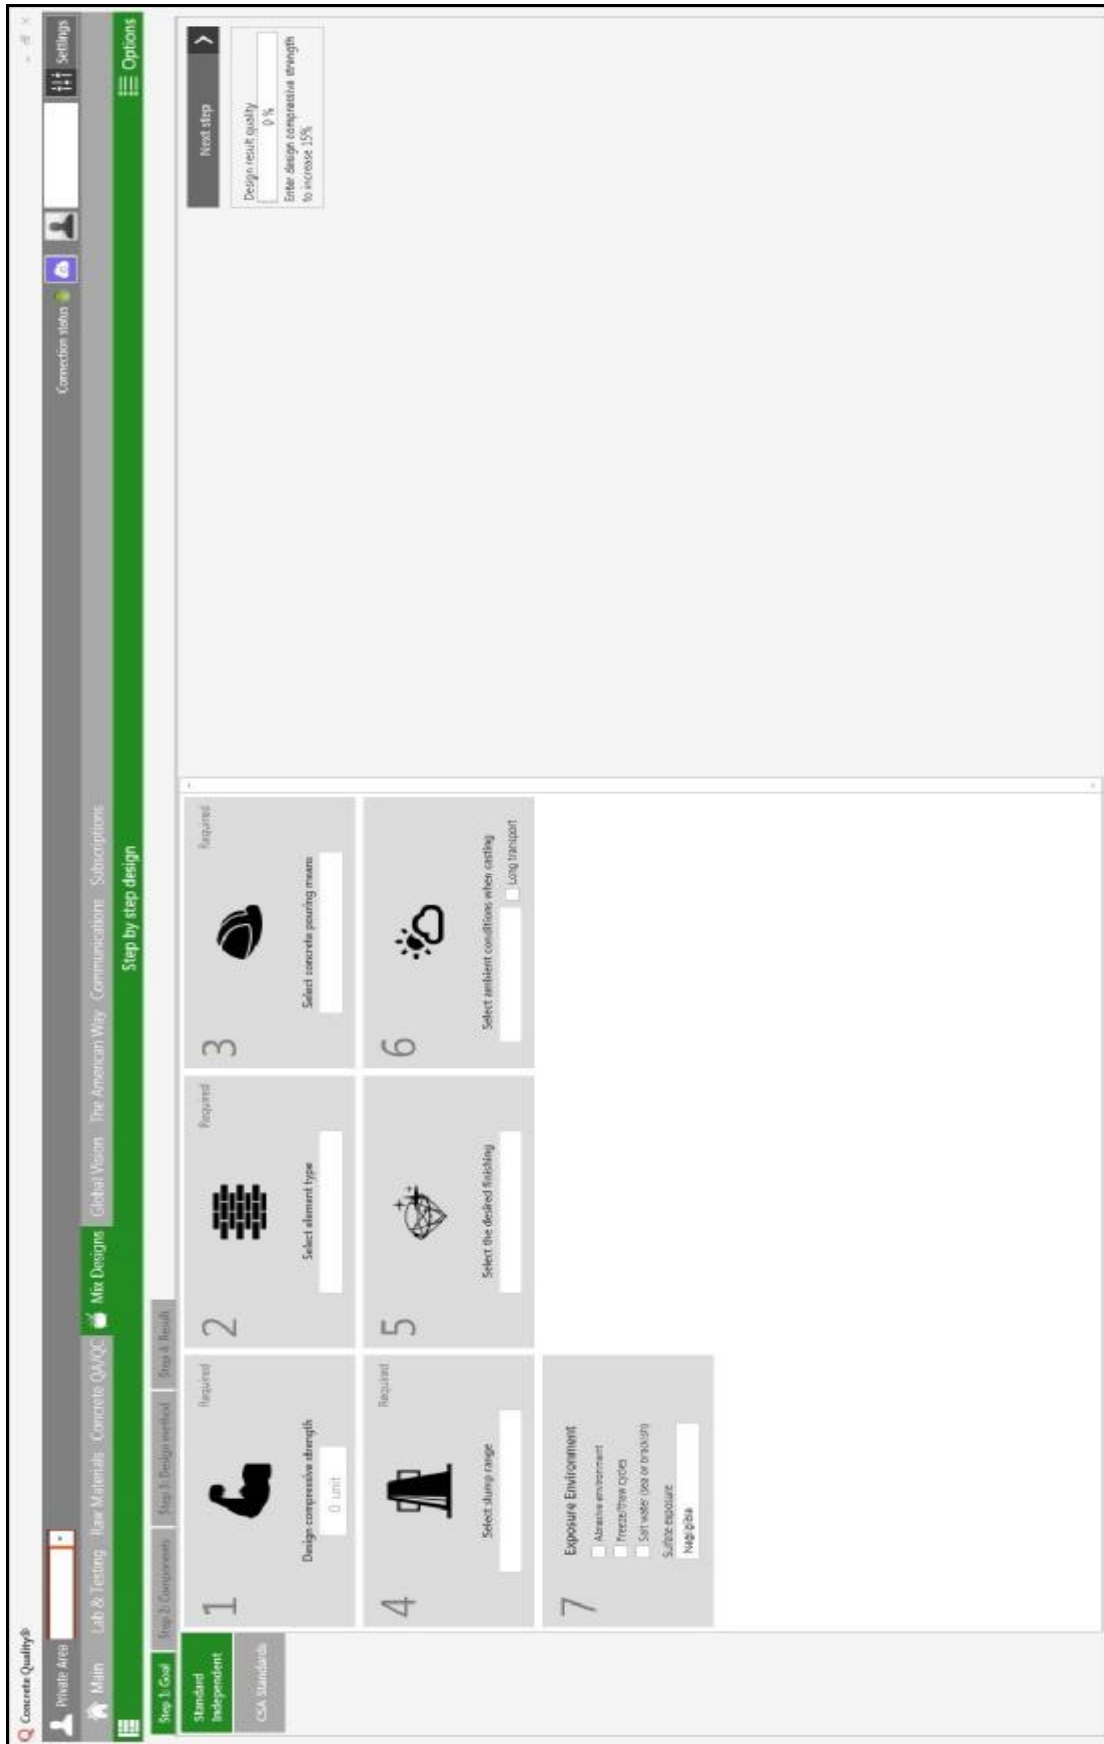 Concrete Quality®
Private Area
Connection status
Settings
Main
Lab & Testing
Raw Materials
Concrete QA/QC
Mix Designs
Global Vision
The American Way
Communications
Subscriptions
Step by step design
Options
Step 1: Goal
Step 2: Components
Step 3: Design method
Step 4: Result
Standard
Independent
CSA Standards
1
Required
Design compressive strength
0 unit
2
Required
Select element type
3
Required
Select concrete pouring means
4
Required
Select slump range
5
Select the desired finishing
6
Select ambient conditions when casting
Long transport
7
Exposure Environment
Abrasive environment
Freeze/thaw cycles
Salt water (sea or brackish)
Sulfate exposure
Negligible
Next step
Design result quality
0 %
Enter design compressive strength
to increase 15%